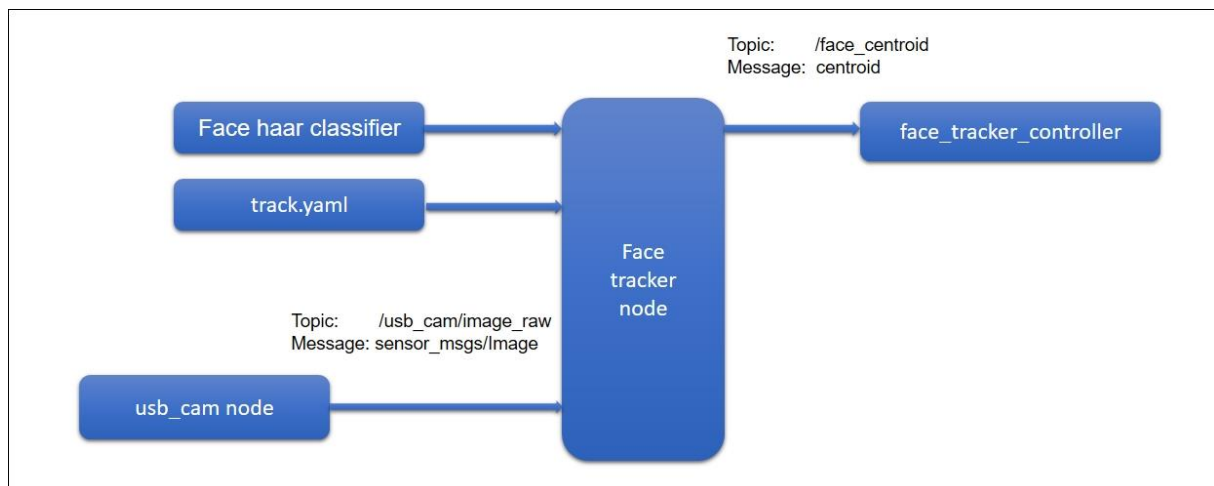 Topic: /face_centroid
Message: centroid
Face haar classifier
face_tracker_controller
track.yaml
Face
tracker
node
Topic: /usb_cam/image_raw
Message: sensor_msgs/Image
usb_cam node